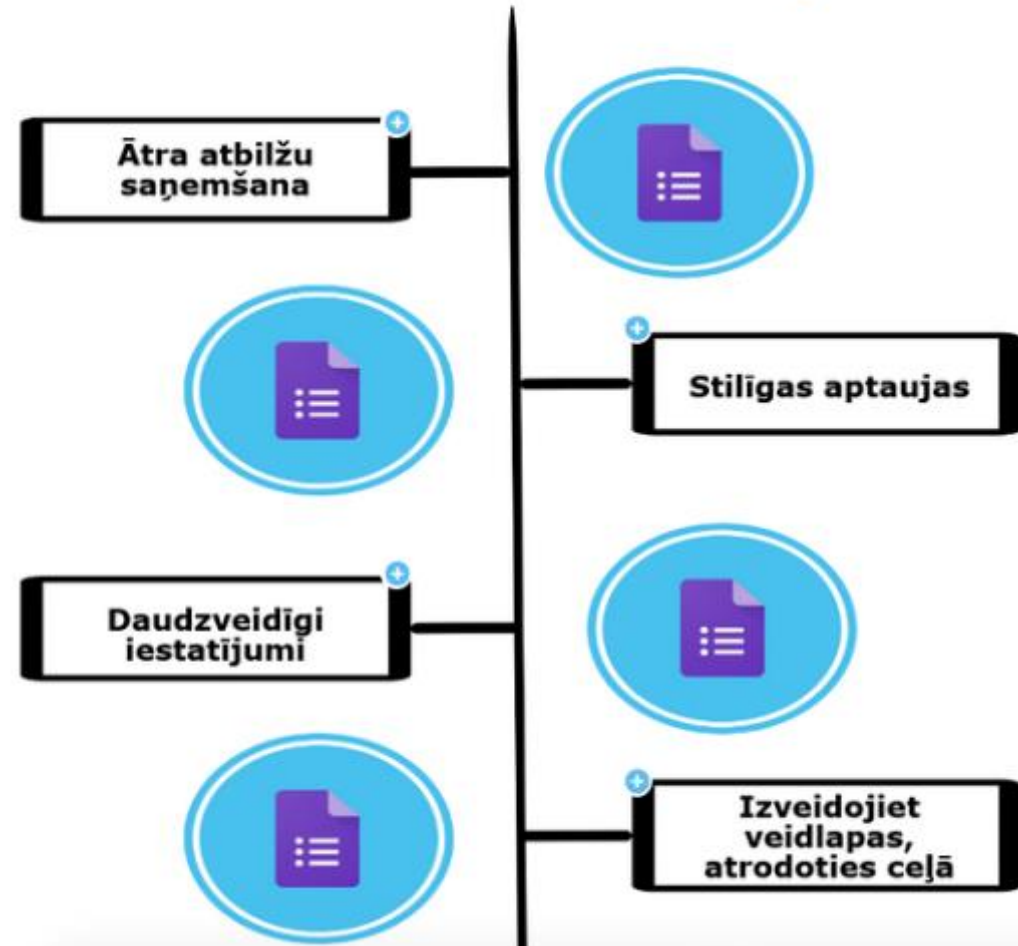 Ātra atbilžu
saņemšana
Stilīgas aptaujas
Daudzveidīgi
iestatījumi
Izveidojiet
veidlapas,
atrodoties ceļā